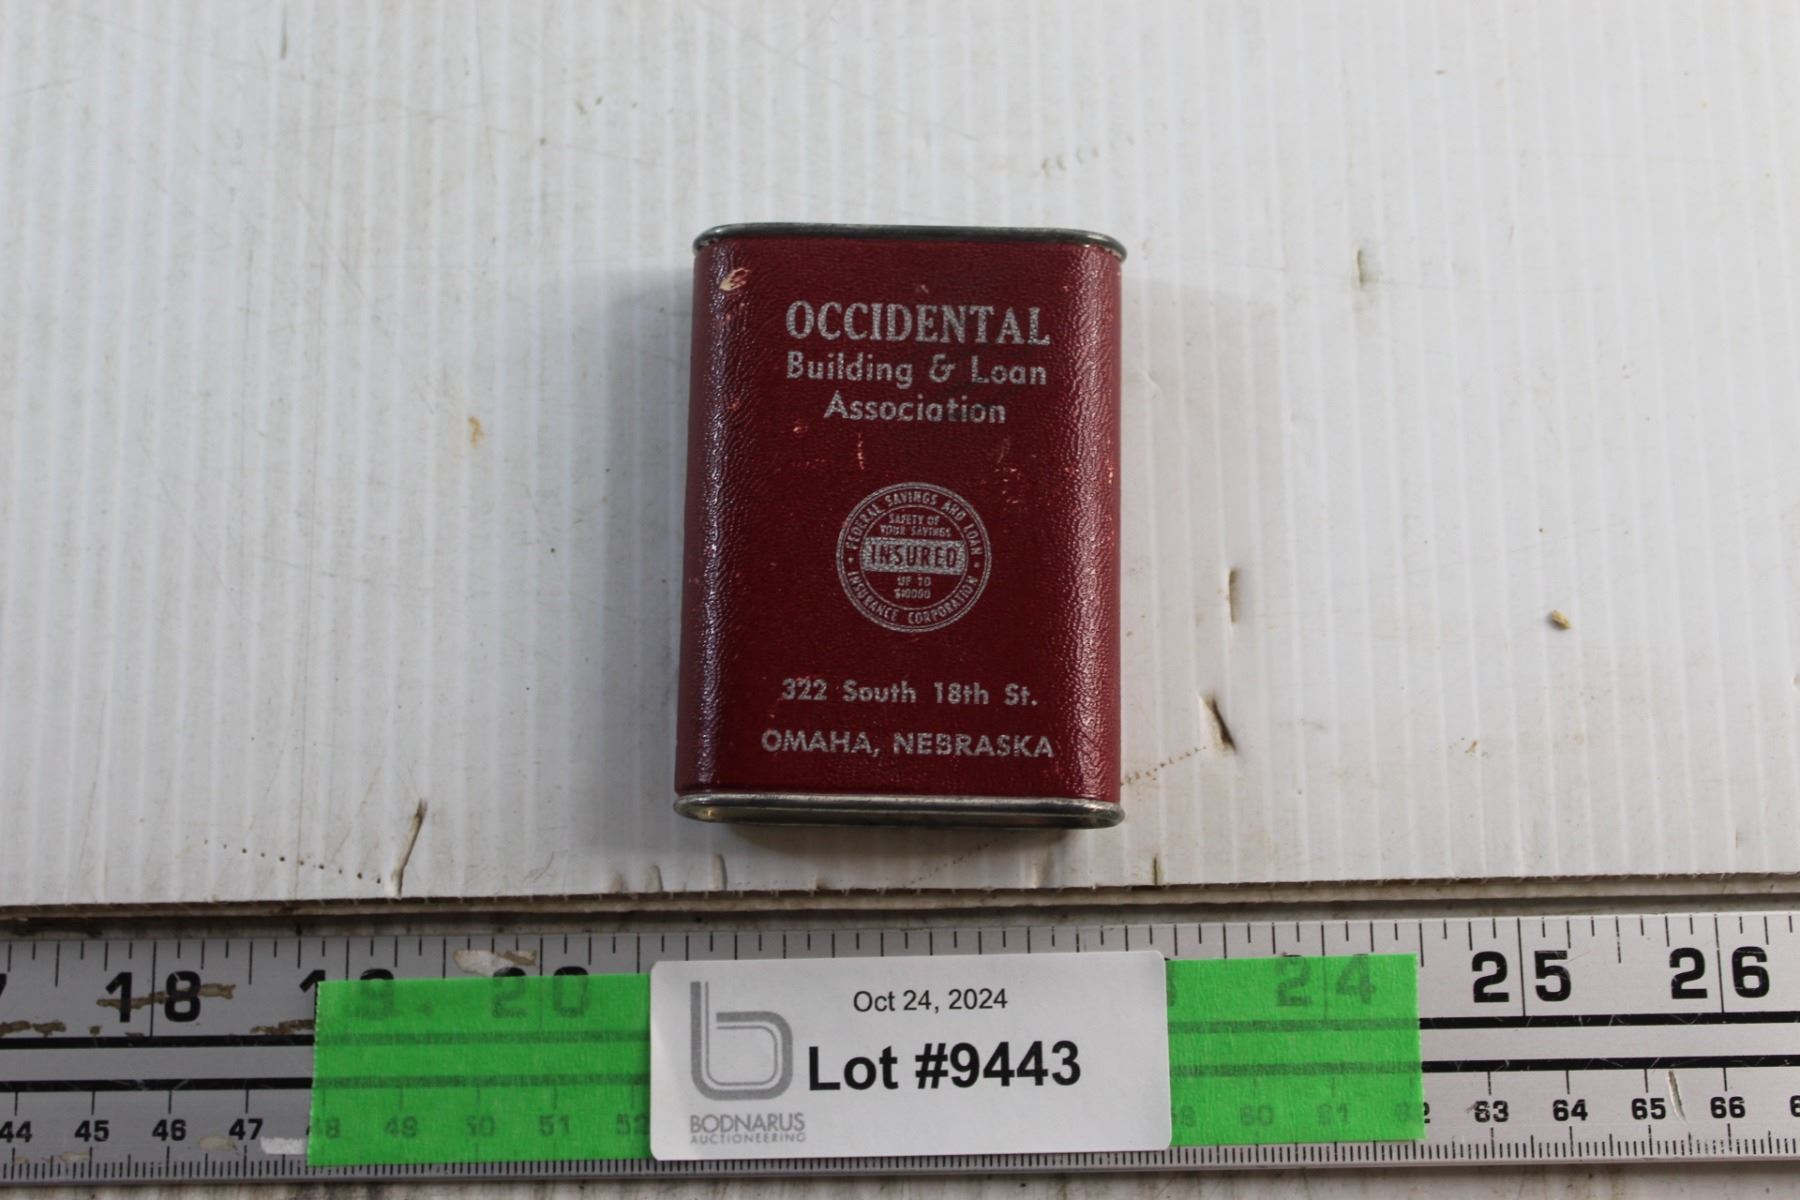 OCCIDENTAL
Building & Loan
Association
FEDERAL SAVINGS AND LOAN
INSURANCE CORPORATION
SAFETY OF
YOUR SAVINGS
INSURED
UP TO
$10000
322 South 18th St.
OMAHA, NEBRASKA
18 19 20 24 25 26
Oct 24, 2024
Lot #9443
BODNARUS
AUCTIONEERING
44 45 46 47 48 49 50 51 52 60 61 62 63 64 65 66